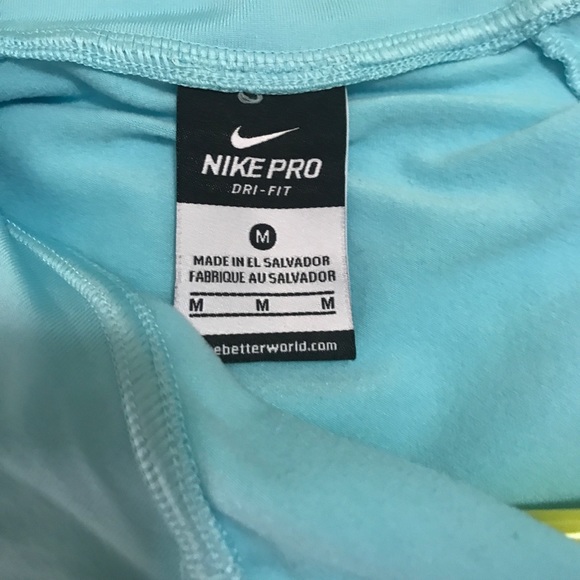 NIKE PRO
DRI-FIT
M
MADE IN EL SALVADOR
FABRIQUE AU SALVADOR
M M M
ebetterworld.com